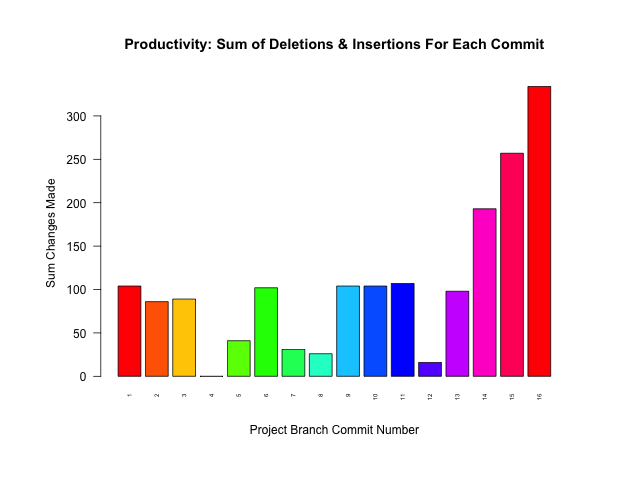 Productivity: Sum of Deletions & Insertions For Each Commit
Sum Changes Made
300
250
200
150
100
50
0
1 2 3 4 5 6 7 8 9 10 11 12 13 14 15 16
Project Branch Commit Number